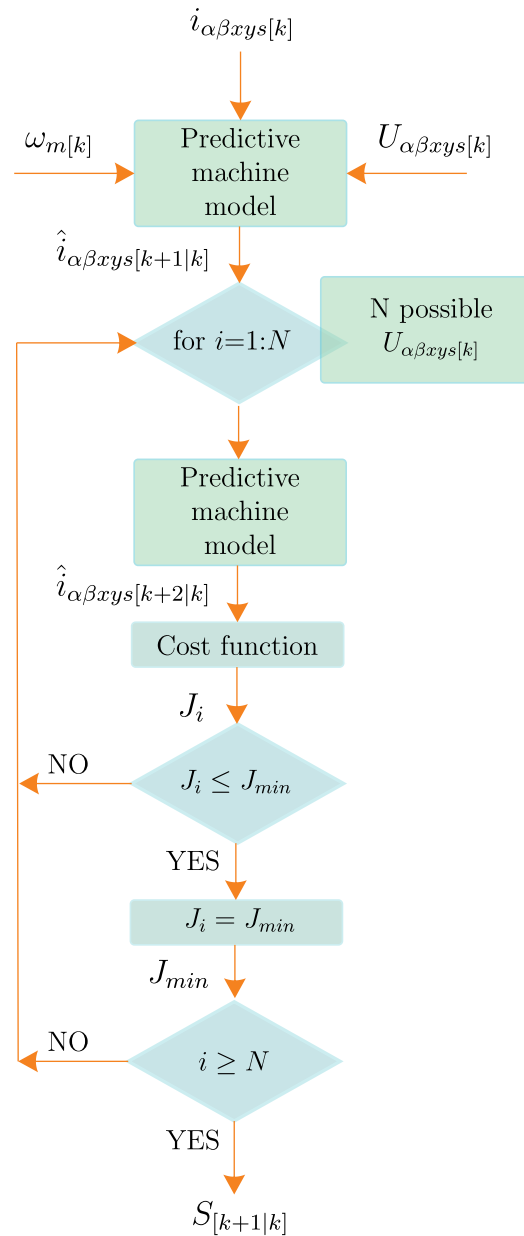 i_{αβxys[k]}
ω_{m[k]}
Predictive
machine
model
U_{αβxys[k]}
î_{αβxys[k+1|k]}
for i=1:N
N possible
U_{αβxys[k]}
Predictive
machine
model
î_{αβxys[k+2|k]}
Cost function
J_i
NO
J_i ≤ J_{min}
YES
J_i = J_{min}
J_{min}
NO
i ≥ N
YES
S_{[k+1|k]}